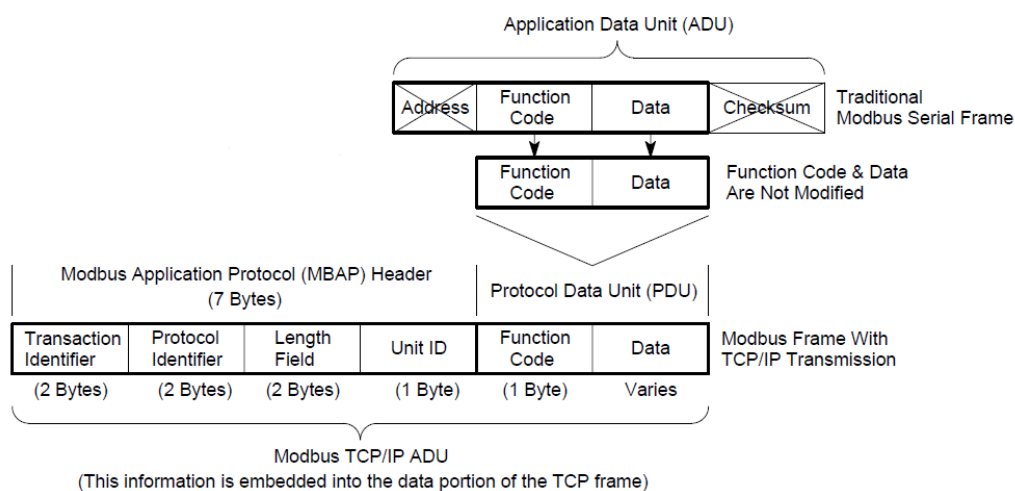 Application Data Unit (ADU)
Address
Function
Code
Data
Checksum
Traditional
Modbus Serial Frame
Function
Code
Data
Function Code & Data
Are Not Modified
Modbus Application Protocol (MBAP) Header
(7 Bytes)
Protocol Data Unit (PDU)
Transaction
Identifier
Protocol
Identifier
Length
Field
Unit ID
Function
Code
Data
Modbus Frame With
TCP/IP Transmission
(2 Bytes)
(2 Bytes)
(2 Bytes)
(1 Byte)
(1 Byte)
Varies
Modbus TCP/IP ADU
(This information is embedded into the data portion of the TCP frame)